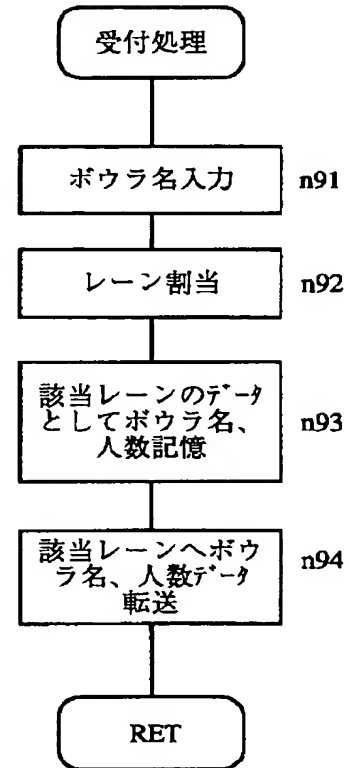 受付処理
ボウラ名入力 n91
レーン割当 n92
該当レーンのデータ
としてボウラ名、 n93
人数記憶
該当レーンへボウ n94
ラ名、人数データ
転送
RET